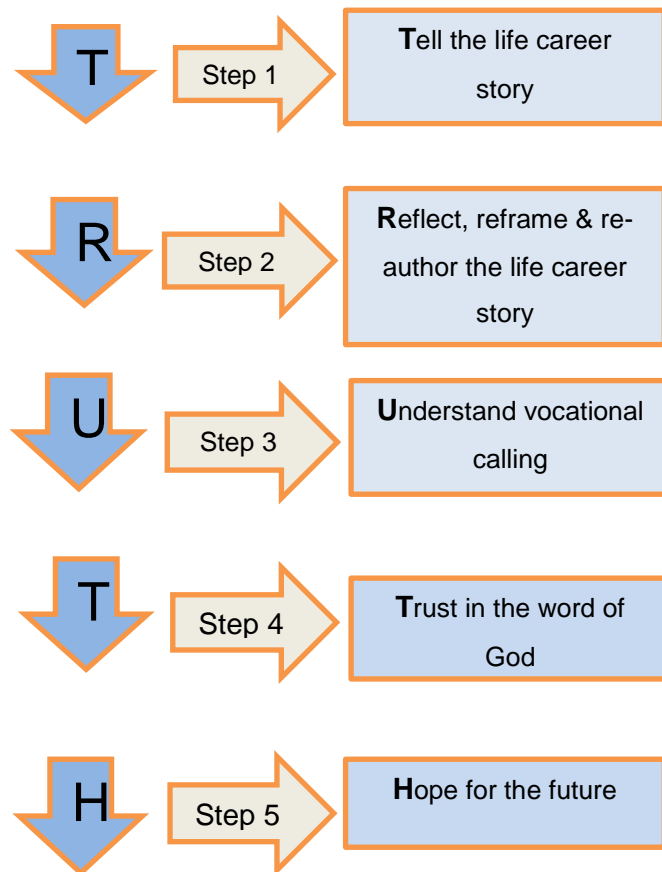 T
Step 1
Tell the life career
story
R
Step 2
Reflect, reframe & re-
author the life career
story
U
Step 3
Understand vocational
calling
T
Step 4
Trust in the word of
God
H
Step 5
Hope for the future